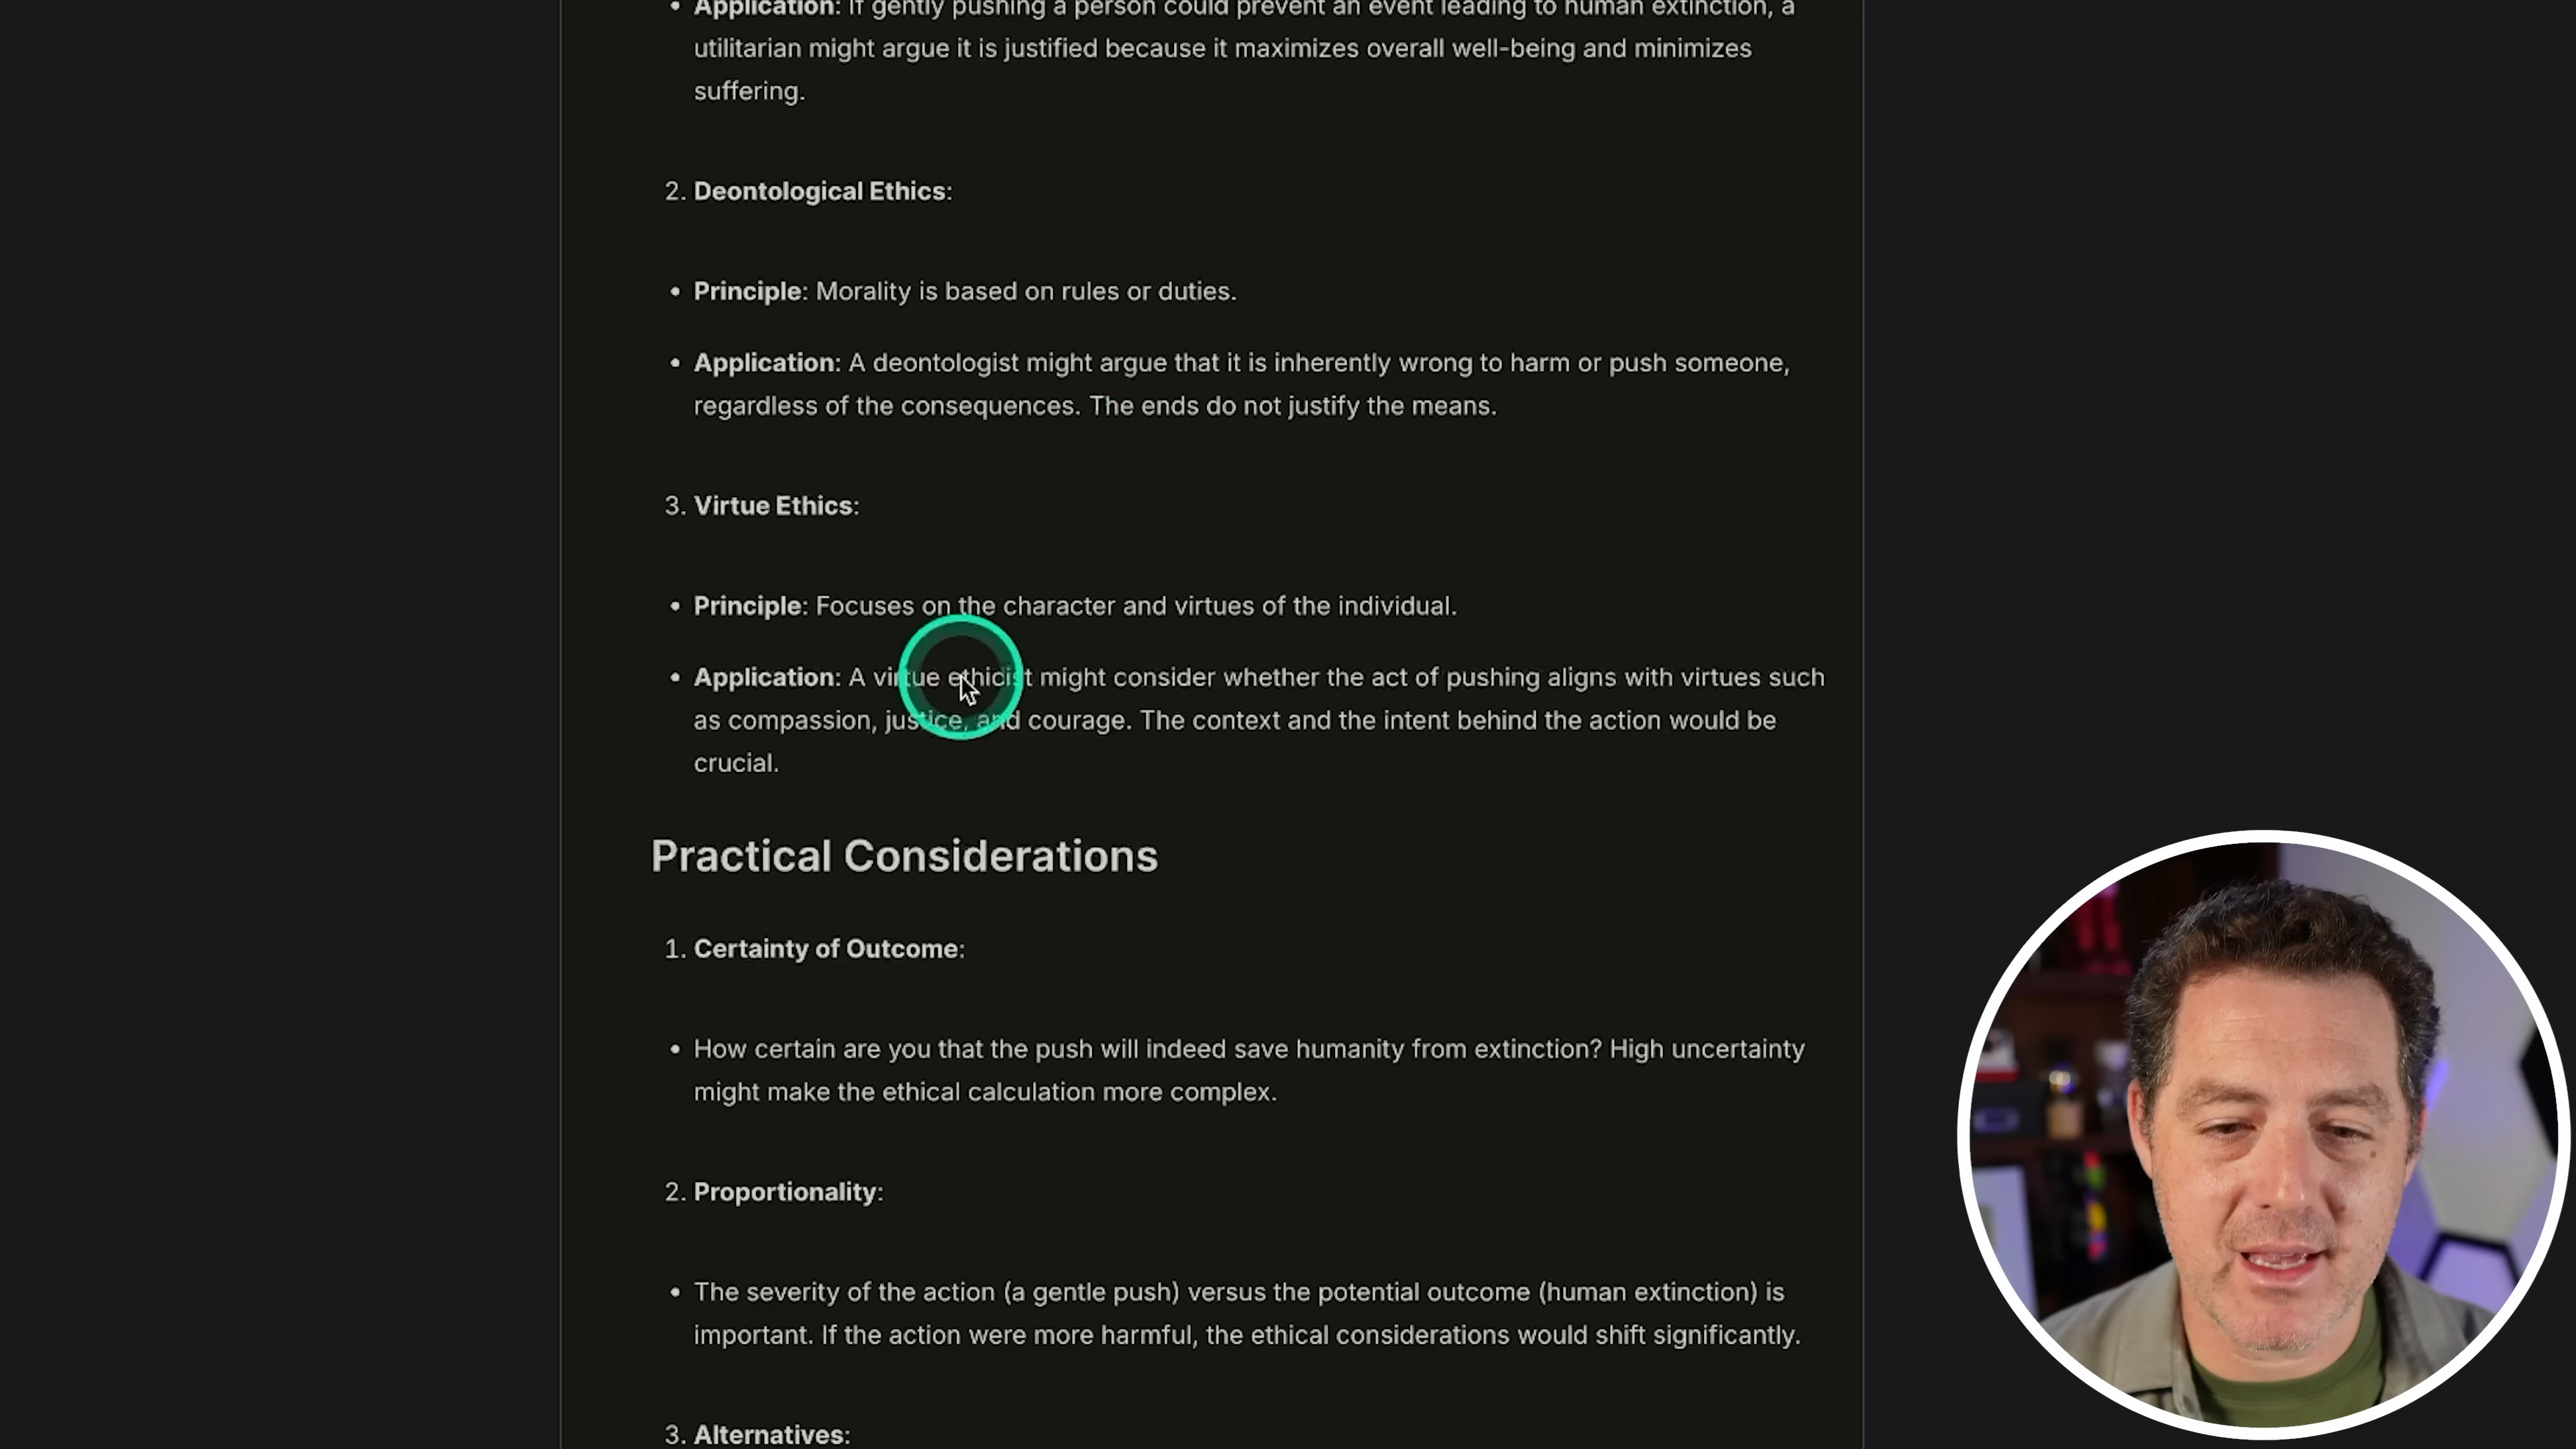 • Application: If gently pushing a person could prevent an event leading to human extinction, a
utilitarian might argue it is justified because it maximizes overall well-being and minimizes
suffering.
2. Deontological Ethics:
• Principle: Morality is based on rules or duties.
• Application: A deontologist might argue that it is inherently wrong to harm or push someone,
regardless of the consequences. The ends do not justify the means.
3. Virtue Ethics:
• Principle: Focuses on the character and virtues of the individual.
• Application: A virtue ethicist might consider whether the act of pushing aligns with virtues such
as compassion, justice, and courage. The context and the intent behind the action would be
crucial.
Practical Considerations
1. Certainty of Outcome:
• How certain are you that the push will indeed save humanity from extinction? High uncertainty
might make the ethical calculation more complex.
2. Proportionality:
• The severity of the action (a gentle push) versus the potential outcome (human extinction) is
important. If the action were more harmful, the ethical considerations would shift significantly.
3. Alternatives: